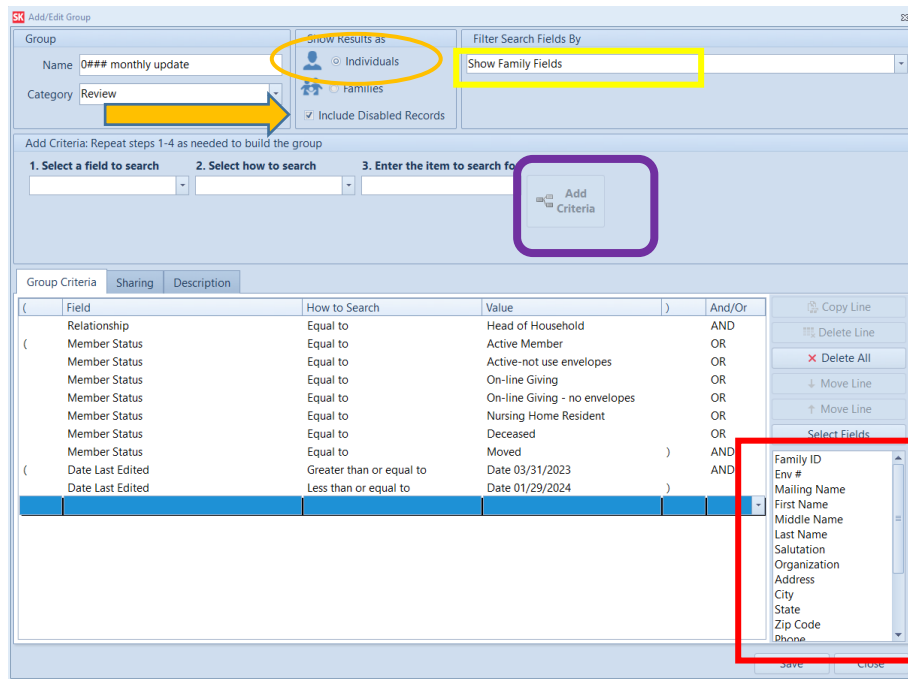 SK Add/Edit Group
Group
Name 0### monthly update
Category Review
Show Results as
Individuals
Families
Include Disabled Records
Filter Search Fields By
Show Family Fields
Add Criteria: Repeat steps 1-4 as needed to build the group
1. Select a field to search 2. Select how to search 3. Enter the item to search fo
Add
Criteria
Group Criteria Sharing Description
( Field How to Search Value ) And/Or
Relationship Equal to Head of Household AND
( Member Status Equal to Active Member OR
Member Status Equal to Active-not use envelopes OR
Member Status Equal to On-line Giving OR
Member Status Equal to On-line Giving - no envelopes OR
Member Status Equal to Nursing Home Resident OR
Member Status Equal to Deceased OR
Member Status Equal to Moved ) AND
( Date Last Edited Greater than or equal to Date 03/31/2023 AND
Date Last Edited Less than or equal to Date 01/29/2024 )
Copy Line
Delete Line
Delete All
Move Line
Move Line
Select Fields
Family ID
Env #
Mailing Name
First Name
Middle Name
Last Name
Salutation
Organization
Address
City
State
Zip Code
Phone
Save Close